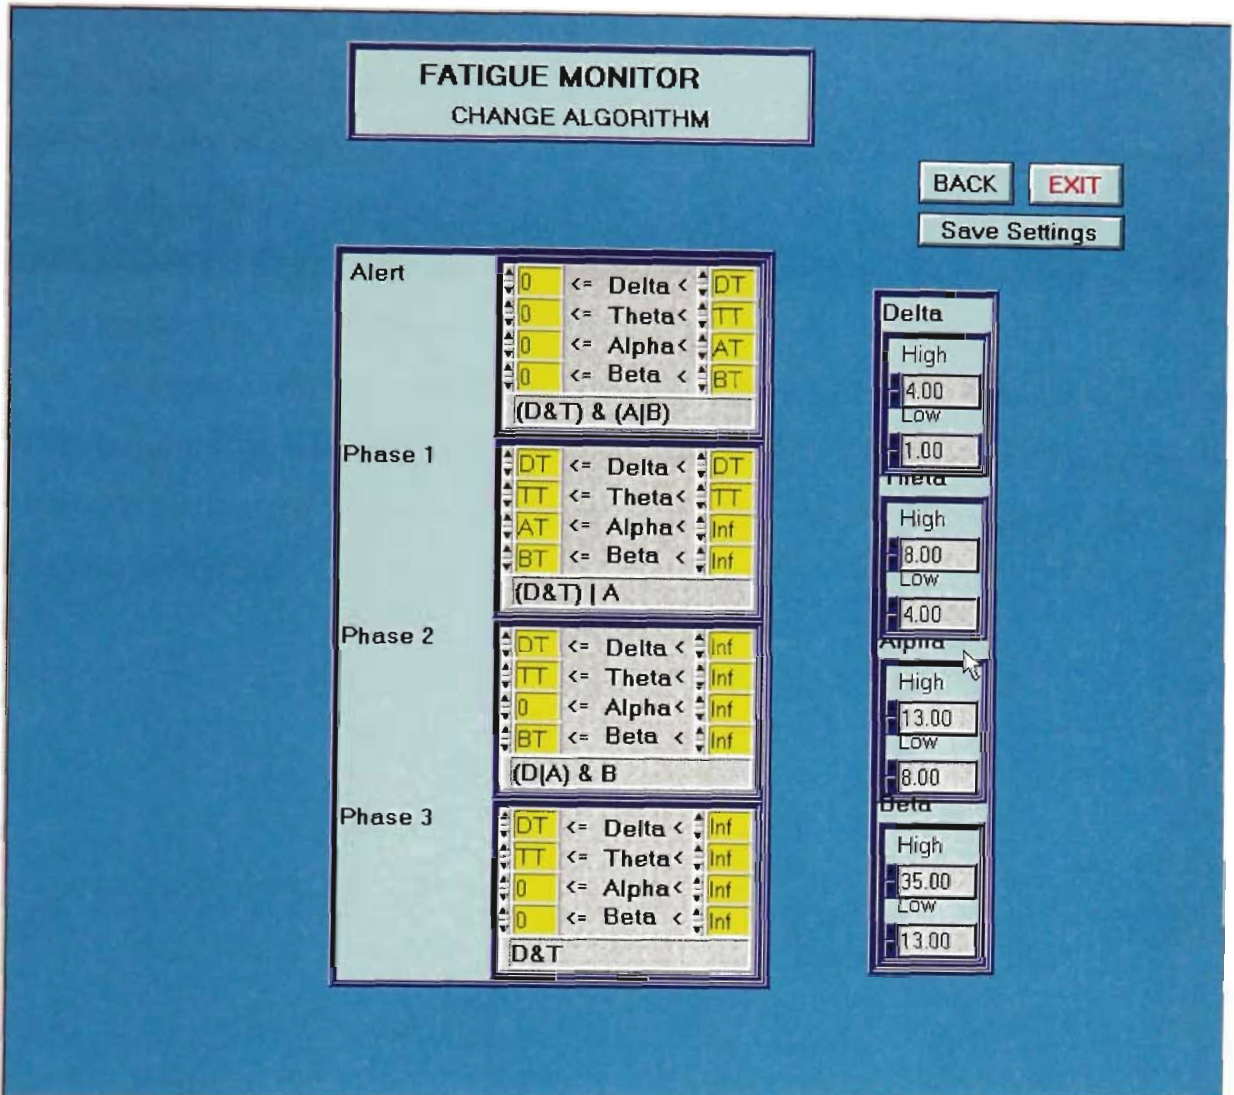 FATIGUE MONITOR
CHANGE ALGORITHM
BACK EXIT
Save Settings
Alert
0 <= Delta < DT
0 <= Theta< TT
0 <= Alpha< AT
0 <= Beta < BT
(D&T) & (A|B)
Phase 1
DT <= Delta < DT
TT <= Theta< TT
AT <= Alpha< Inf
BT <= Beta < Inf
(D&T) | A
Phase 2
DT <= Delta < Inf
TT <= Theta< Inf
0 <= Alpha< Inf
BT <= Beta < Inf
(D|A) & B
Phase 3
DT <= Delta < Inf
TT <= Theta< Inf
0 <= Alpha< Inf
0 <= Beta < Inf
D&T
Delta
High
4.00
Low
1.00
Theta
High
8.00
Low
4.00
Alpha
High
13.00
Low
8.00
Beta
High
35.00
Low
13.00